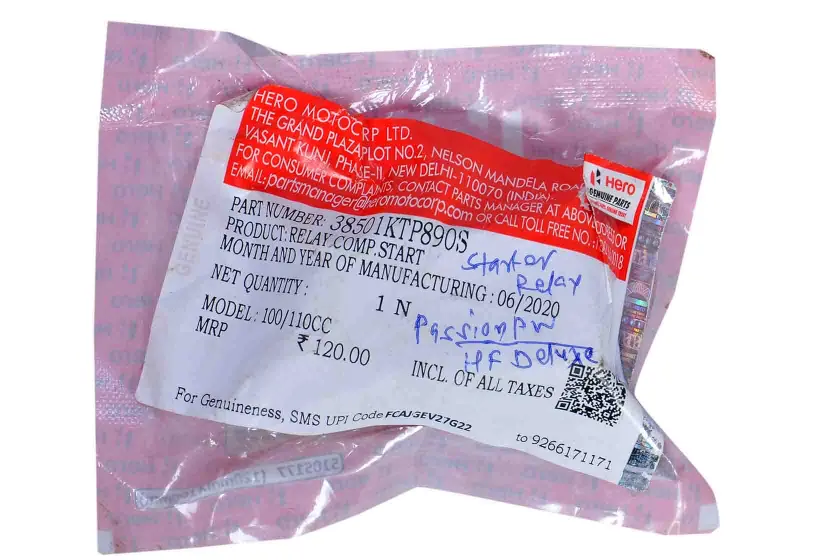 HERO MOTOCRP LTD.
THE GRAND PLAZAPLOT NO.2, NELSON MANDELA ROAD
VASANT KUNJ, PHASE-II, NEW DELHI-110070 (INDIA)
FOR CONSUMER COMPLAINTS, CONTACT PARTS MANAGER AT ABOVE ADDRESS OR
EMAIL:partsmanager@heromotocorp.com OR CALL TOLL FREE NO.:
Hero
GENUINE PARTS
PART NUMBER: 38501KTP890S
PRODUCT:RELAY COMP.START
MONTH AND YEAR OF MANUFACTURING : 06/2020
Starter
Relay
NET QUANTITY : 1 N
MODEL: 100/110CC
Passion Pro
HF Deluxe
MRP ₹ 120.00 INCL. OF ALL TAXES
For Genuineness, SMS UPI Code FCAJGEV27G22 to 9266171171
GENUINE
5105177